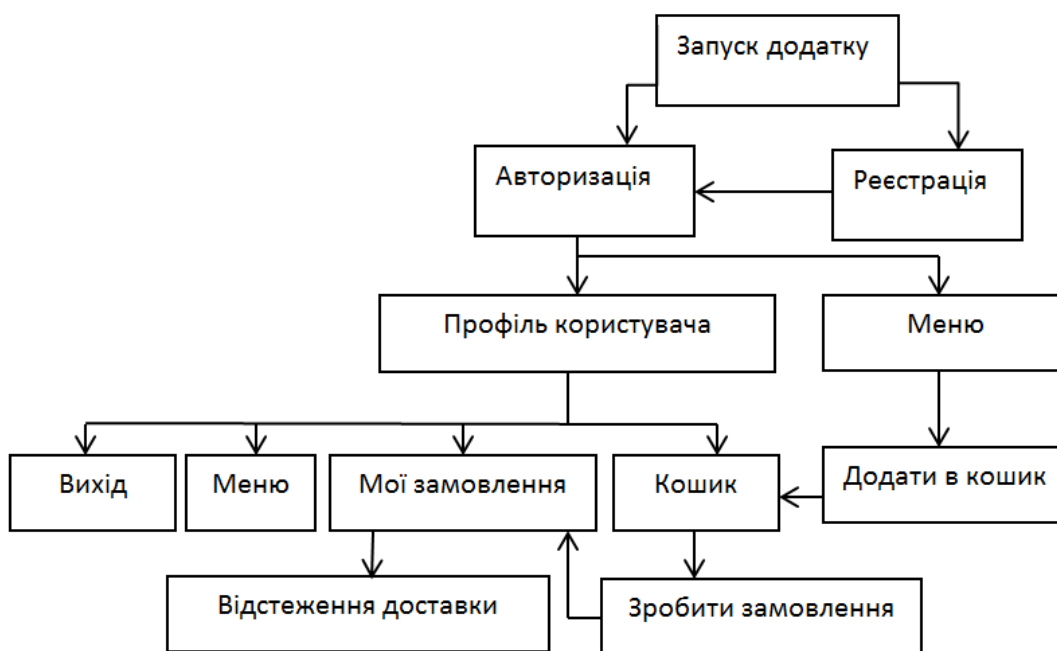 Запуск додатку
Авторизація
Реєстрація
Профіль користувача
Меню
Вихід
Меню
Мої замовлення
Кошик
Додати в кошик
Відстеження доставки
Зробити замовлення